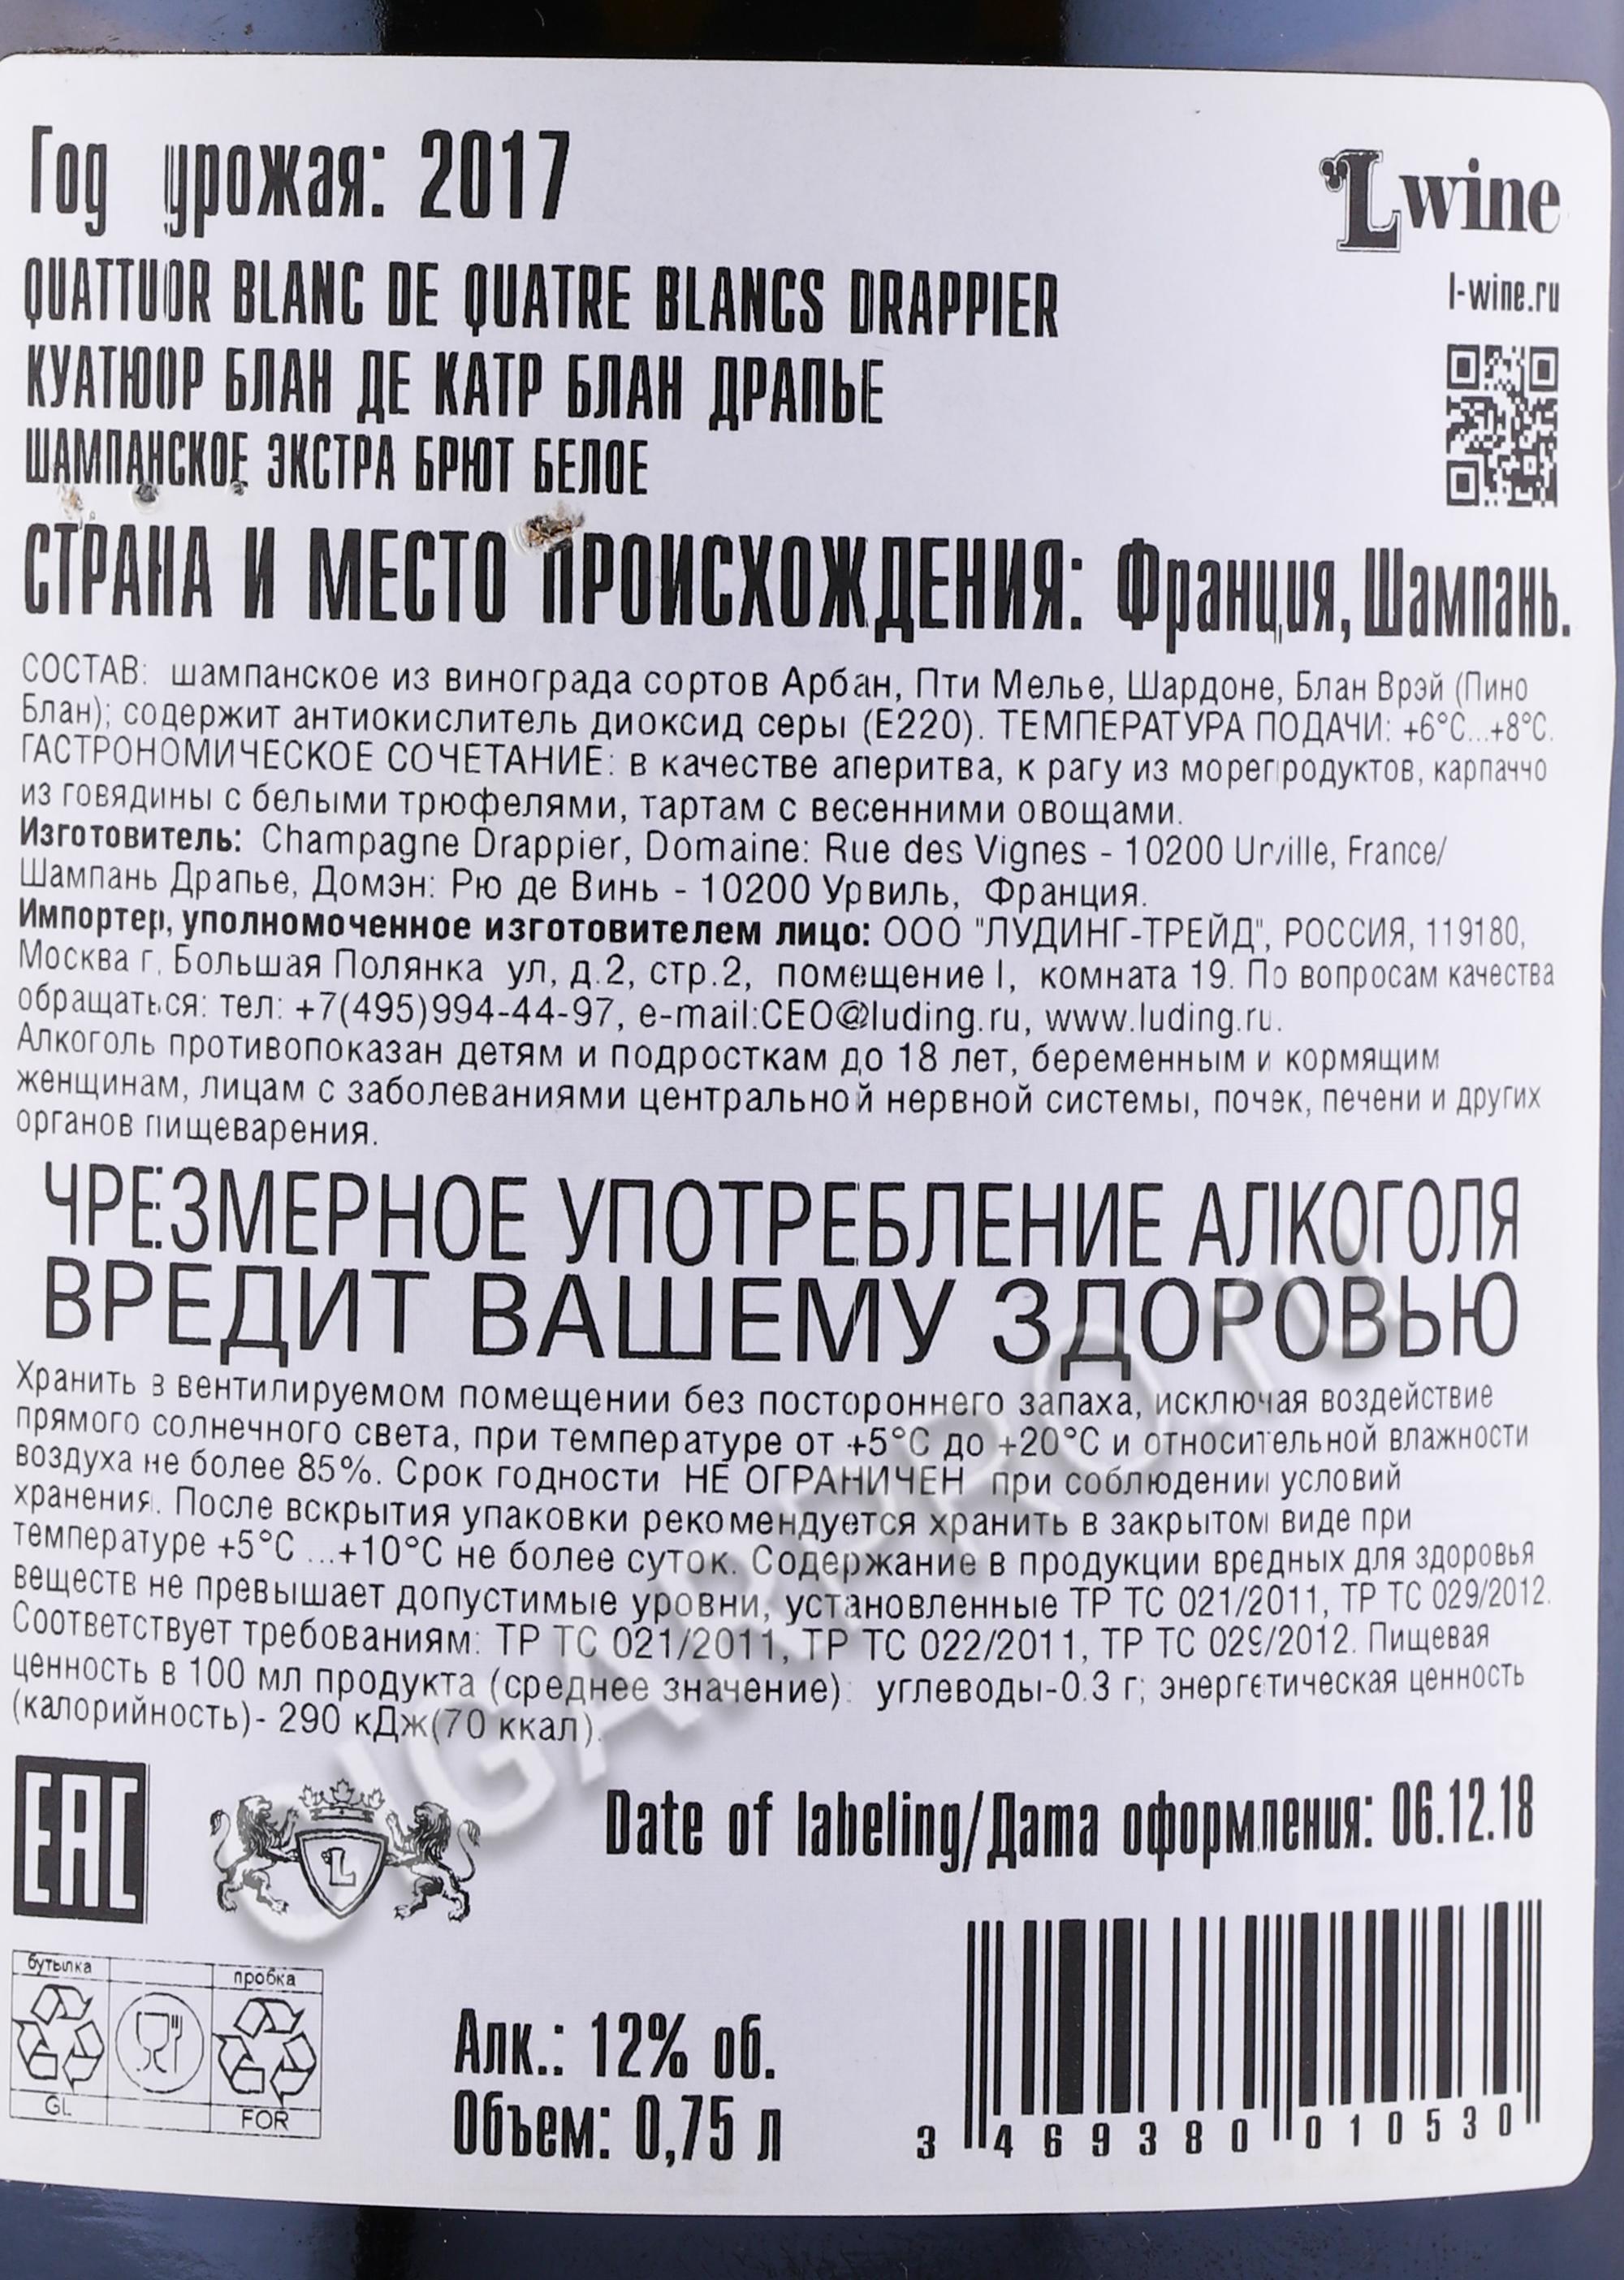 Год урожая: 2017
Lwine
l-wine.ru
QUATTUOR BLANC DE QUATRE BLANCS DRAPPIER
КУАТЮОР БЛАН ДЕ КАТР БЛАН ДРАПЬЕ
ШАМПАНСКОЕ ЭКСТРА БРЮТ БЕЛОЕ
СТРАНА И МЕСТО ПРОИСХОЖДЕНИЯ: Франция, Шампань.
СОСТАВ: шампанское из винограда сортов Арбан, Пти Мелье, Шардоне, Блан Врэй (Пино
Блан); содержит антиокислитель диоксид серы (Е220). ТЕМПЕРАТУРА ПОДАЧИ: +6°С...+8°С.
ГАСТРОНОМИЧЕСКОЕ СОЧЕТАНИЕ: в качестве аперитва, к рагу из морепродуктов, карпаччо
из говядины с белыми трюфелями, тартам с весенними овощами.
Изготовитель: Champagne Drappier, Domaine: Rue des Vignes - 10200 Urville, France/
Шампань Драпье, Домэн: Рю де Винь - 10200 Урвиль, Франция.
Импортер, уполномоченное изготовителем лицо: ООО "ЛУДИНГ-ТРЕЙД", РОССИЯ, 119180,
Москва г, Большая Полянка ул, д.2, стр.2, помещение I, комната 19. По вопросам качества
обращаться: тел: +7(495)994-44-97, e-mail:CEO@luding.ru, www.luding.ru.
Алкоголь противопоказан детям и подросткам до 18 лет, беременным и кормящим
женщинам, лицам с заболеваниями центральной нервной системы, почек, печени и других
органов пищеварения.
ЧРЕЗМЕРНОЕ УПОТРЕБЛЕНИЕ АЛКОГОЛЯ
ВРЕДИТ ВАШЕМУ ЗДОРОВЬЮ
Хранить в вентилируемом помещении без постороннего запаха, исключая воздействие
прямого солнечного света, при температуре от +5°С до +20°С и относительной влажности
воздуха не более 85%. Срок годности НЕ ОГРАНИЧЕН при соблюдении условий
хранения. После вскрытия упаковки рекомендуется хранить в закрытом виде при
температуре +5°С ...+10°С не более суток. Содержание в продукции вредных для здоровья
веществ не превышает допустимые уровни, установленные ТР ТС 021/2011, ТР ТС 029/2012.
Соответствует требованиям: ТР ТС 021/2011, ТР ТС 022/2011, ТР ТС 029/2012. Пищевая
ценность в 100 мл продукта (среднее значение): углеводы-0.3 г; энергетическая ценность
(калорийность)- 290 кДж(70 ккал).
CIGARPRO.ru
EAC
L
Date of labeling/Дата оформления: 06.12.18
бутылка
пробка
GL
FOR
Алк.: 12% об.
Объем: 0,75 л
3 469380 010530